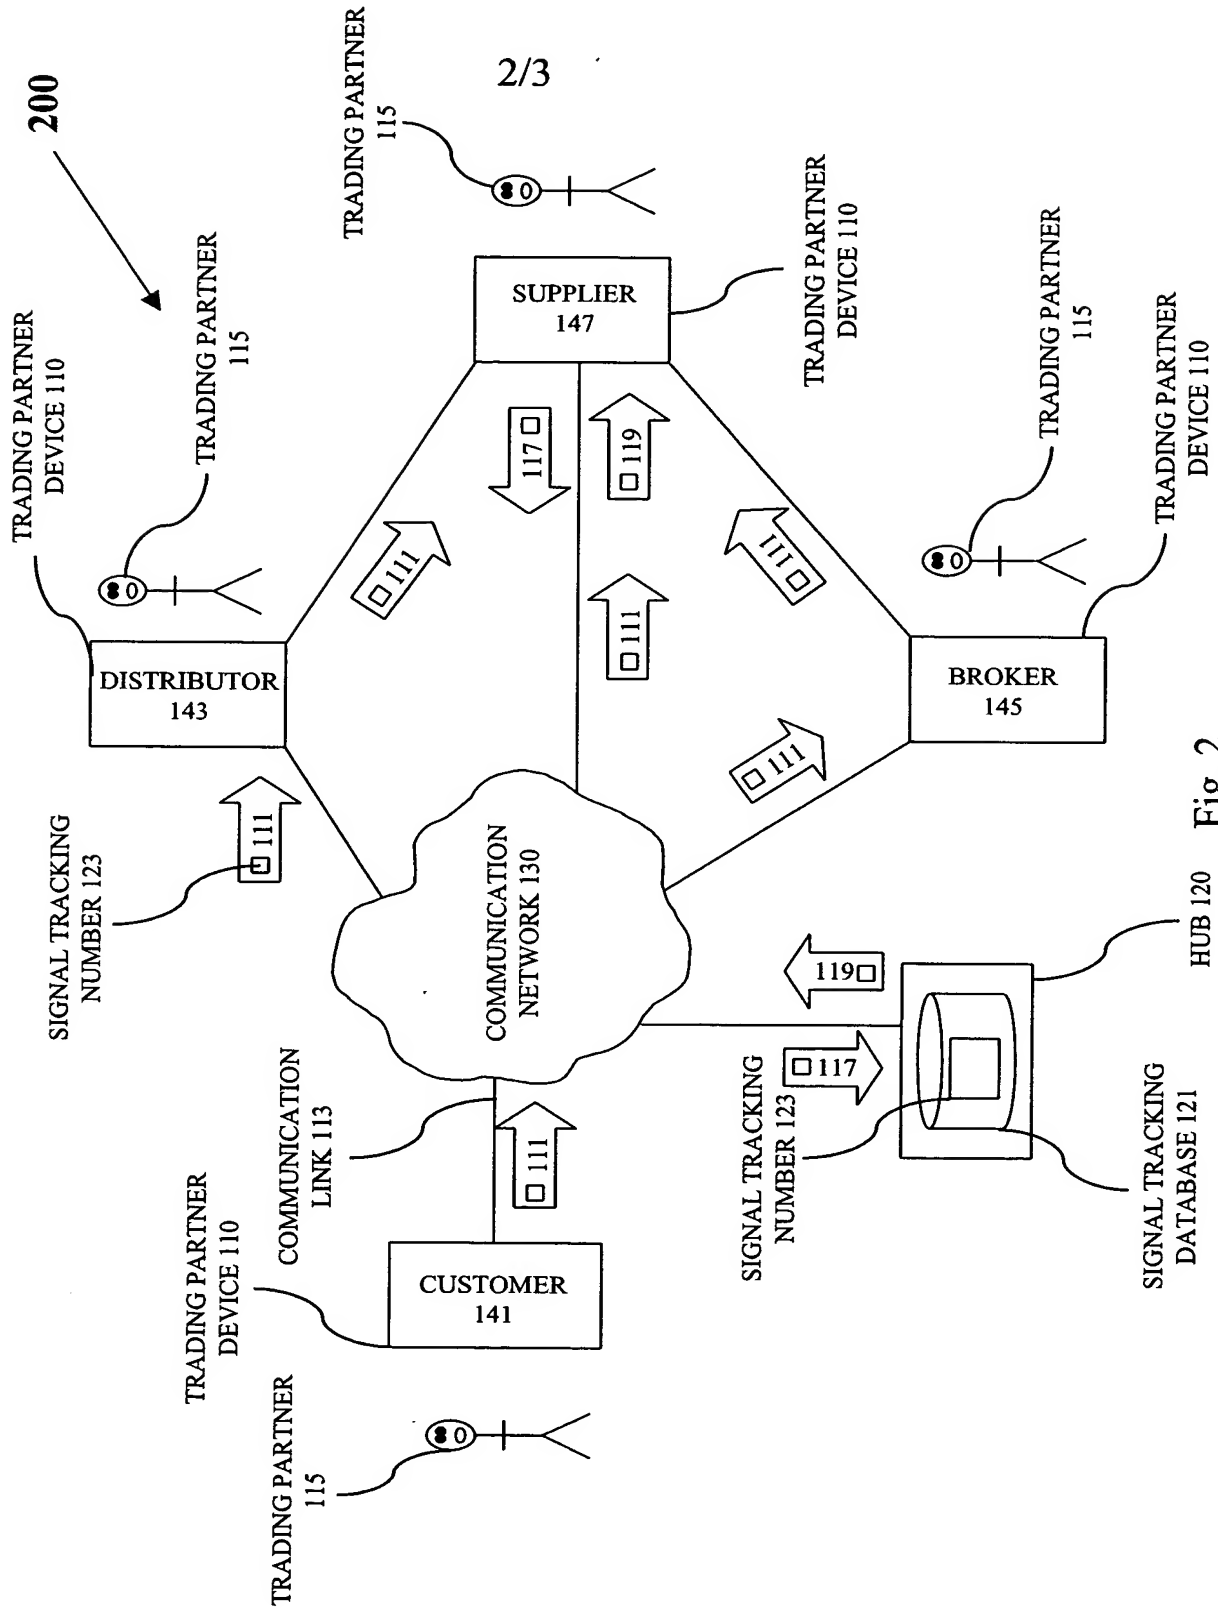 2/3
200
TRADING PARTNER
DEVICE 110
TRADING PARTNER
115
DISTRIBUTOR
143
SIGNAL TRACKING
NUMBER 123
111
111
TRADING PARTNER
115
SUPPLIER
147
TRADING PARTNER
DEVICE 110
117
119
111
111
111
COMMUNICATION
NETWORK 130
COMMUNICATION
LINK 113
111
TRADING PARTNER
DEVICE 110
CUSTOMER
141
TRADING PARTNER
115
TRADING PARTNER
115
BROKER
145
TRADING PARTNER
DEVICE 110
119
117
SIGNAL TRACKING
NUMBER 123
HUB 120
SIGNAL TRACKING
DATABASE 121
Fig. 2